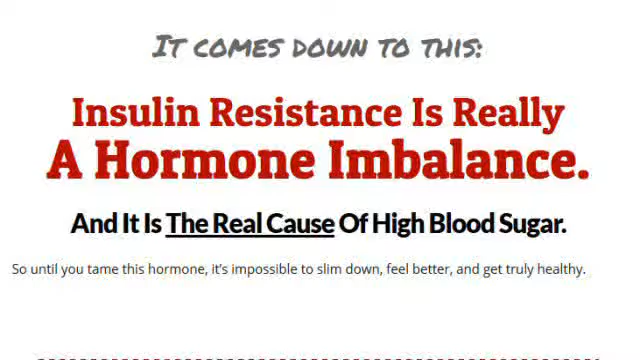 It comes down to this:
Insulin Resistance Is Really
A Hormone Imbalance.
And It Is The Real Cause Of High Blood Sugar.
So until you tame this hormone, it's impossible to slim down, feel better, and get truly healthy.